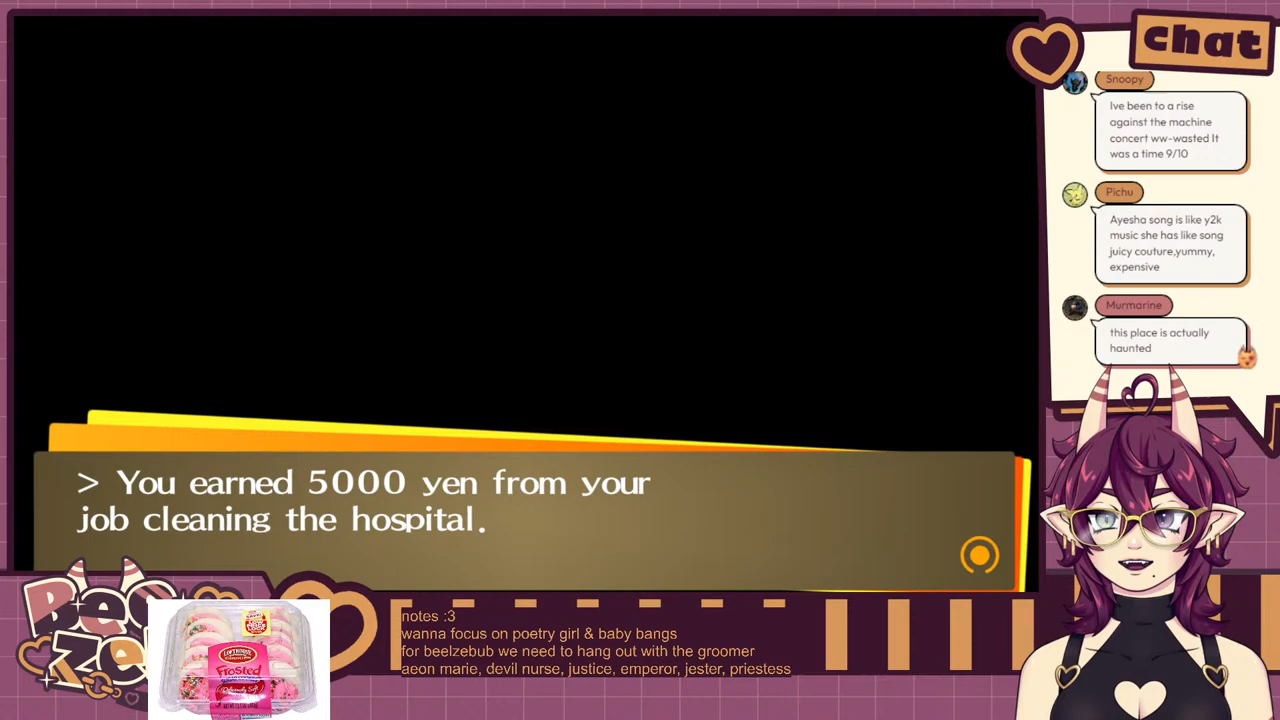 chat
Snoopy
Ive been to a rise
against the machine
concert ww-wasted It
was a time 9/10
Pichu
Ayesha song is like y2k
music she has like song
juicy couture,yummy,
expensive
Murmarine
this place is actually
haunted
> You earned 5000 yen from your
job cleaning the hospital.
notes :3
wanna focus on poetry girl & baby bangs
for beelzebub we need to hang out with the groomer
aeon marie, devil nurse, justice, emperor, jester, priestess
Bee
Ze
Lofthouse
Frosted